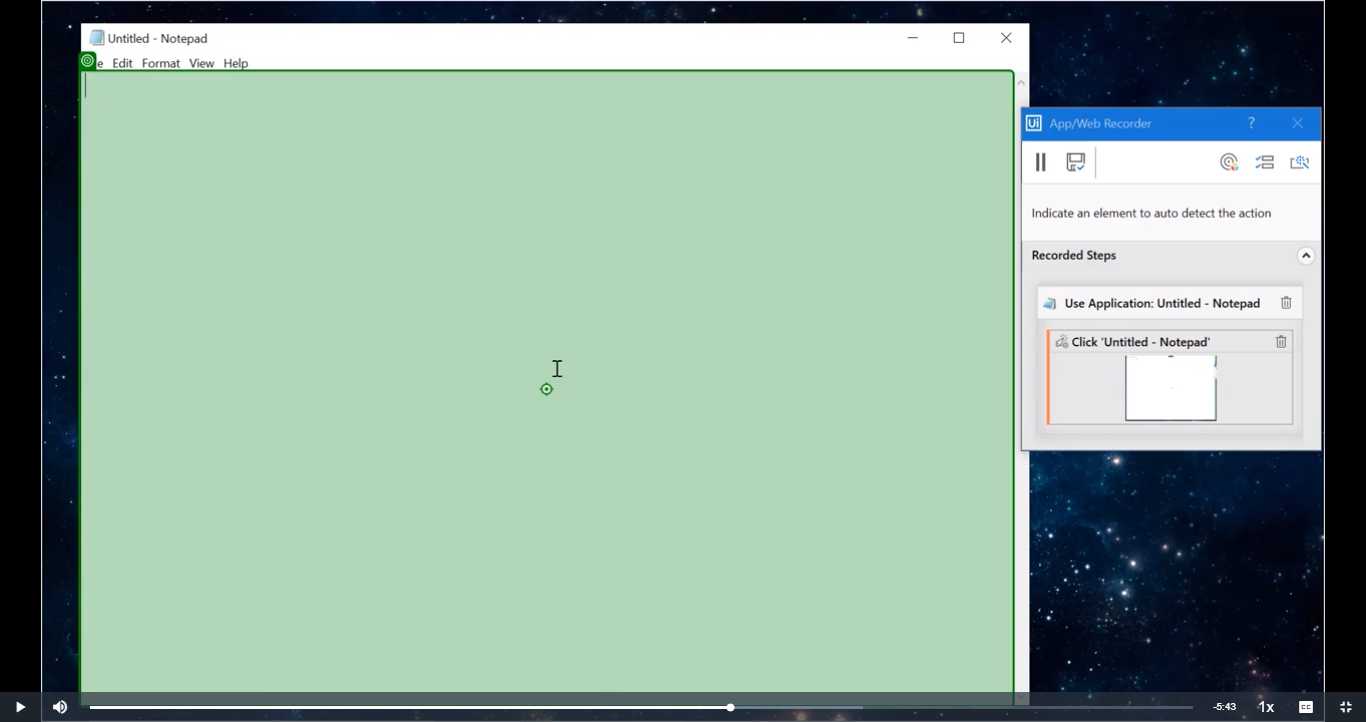 Untitled - Notepad
e Edit Format View Help
Ui App/Web Recorder ?
Indicate an element to auto detect the action
Recorded Steps
Use Application: Untitled - Notepad
Click 'Untitled - Notepad'
-5:43 1x CC